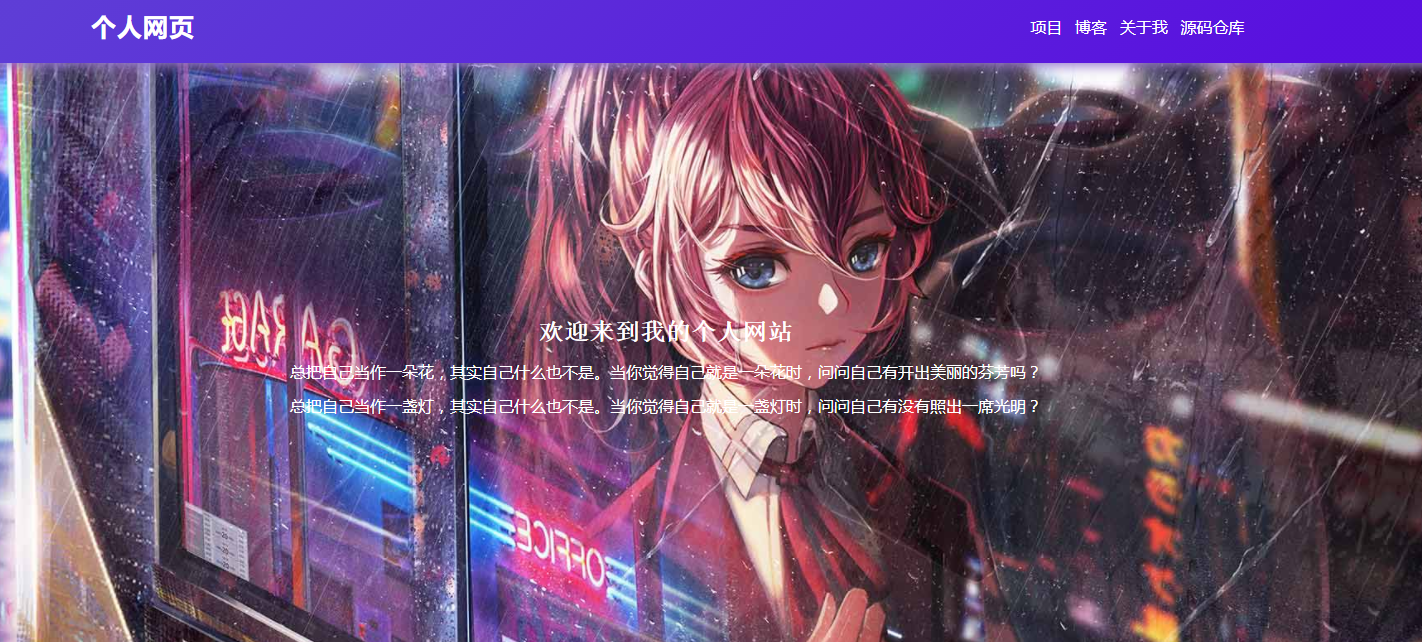 个人网页
项目 博客 关于我 源码仓库
欢迎来到我的个人网站
总把自己当作一朵花，其实自己什么也不是。当你觉得自己就是一朵花时，问问自己有开出美丽的芬芳吗？
总把自己当作一盏灯，其实自己什么也不是。当你觉得自己就是一盏灯时，问问自己有没有照出一席光明？
GARAGE
OFFICE